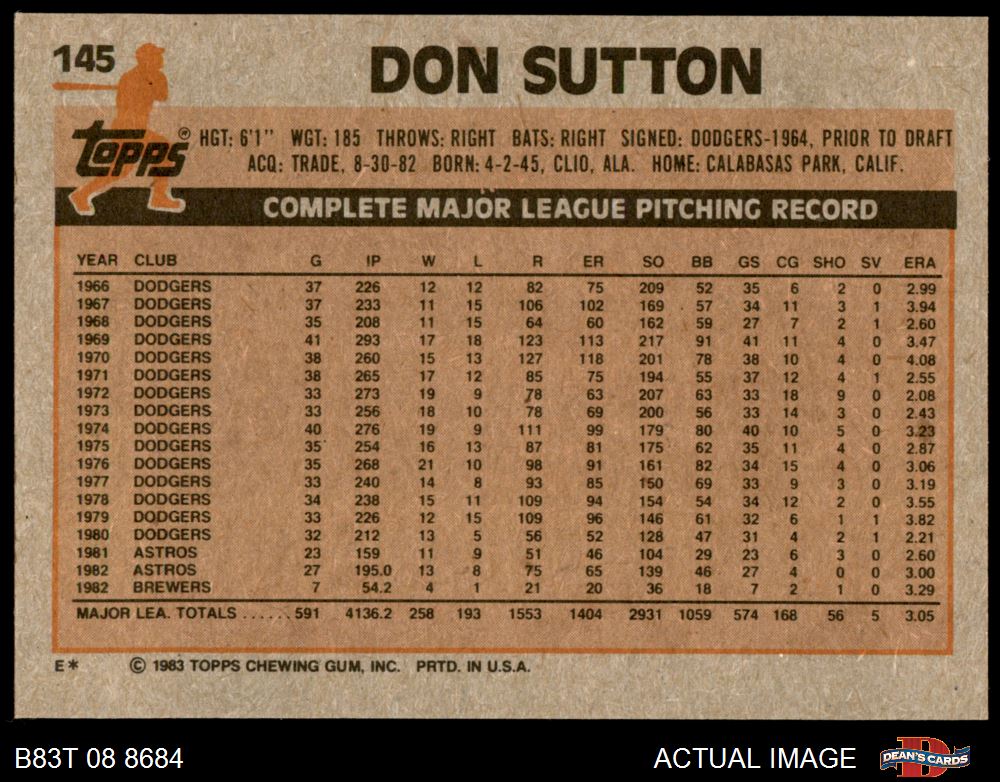 145
DON SUTTON
Topps®
HGT: 6'1" WGT: 185 THROWS: RIGHT BATS: RIGHT SIGNED: DODGERS-1964, PRIOR TO DRAFT
ACQ: TRADE, 8-30-82 BORN: 4-2-45, CLIO, ALA. HOME: CALABASAS PARK, CALIF.
COMPLETE MAJOR LEAGUE PITCHING RECORD
YEAR CLUB G IP W L R ER SO BB GS CG SHO SV ERA
1966 DODGERS 37 226 12 12 82 75 209 52 35 6 2 0 2.99
1967 DODGERS 37 233 11 15 106 102 169 57 34 11 3 1 3.94
1968 DODGERS 35 208 11 15 64 60 162 59 27 7 2 1 2.60
1969 DODGERS 41 293 17 18 123 113 217 91 41 11 4 0 3.47
1970 DODGERS 38 260 15 13 127 118 201 78 38 10 4 0 4.08
1971 DODGERS 38 265 17 12 85 75 194 55 37 12 4 1 2.55
1972 DODGERS 33 273 19 9 78 63 207 63 33 18 9 0 2.08
1973 DODGERS 33 256 18 10 78 69 200 56 33 14 3 0 2.43
1974 DODGERS 40 276 19 9 111 99 179 80 40 10 5 0 3.23
1975 DODGERS 35 254 16 13 87 81 175 62 35 11 4 0 2.87
1976 DODGERS 35 268 21 10 98 91 161 82 34 15 4 0 3.06
1977 DODGERS 33 240 14 8 93 85 150 69 33 9 3 0 3.19
1978 DODGERS 34 238 15 11 109 94 154 54 34 12 2 0 3.55
1979 DODGERS 33 226 12 15 109 96 146 61 32 6 1 1 3.82
1980 DODGERS 32 212 13 5 56 52 128 47 31 4 2 1 2.21
1981 ASTROS 23 159 11 9 51 46 104 29 23 6 3 0 2.60
1982 ASTROS 27 195.0 13 8 75 65 139 46 27 4 0 0 3.00
1982 BREWERS 7 54.2 4 1 21 20 36 18 7 2 1 0 3.29
MAJOR LEA. TOTALS ...... 591 4136.2 258 193 1553 1404 2931 1059 574 168 56 5 3.05
E* © 1983 TOPPS CHEWING GUM, INC. PRTD. IN U.S.A.
B83T 08 8684 ACTUAL IMAGE DEAN'S CARDS